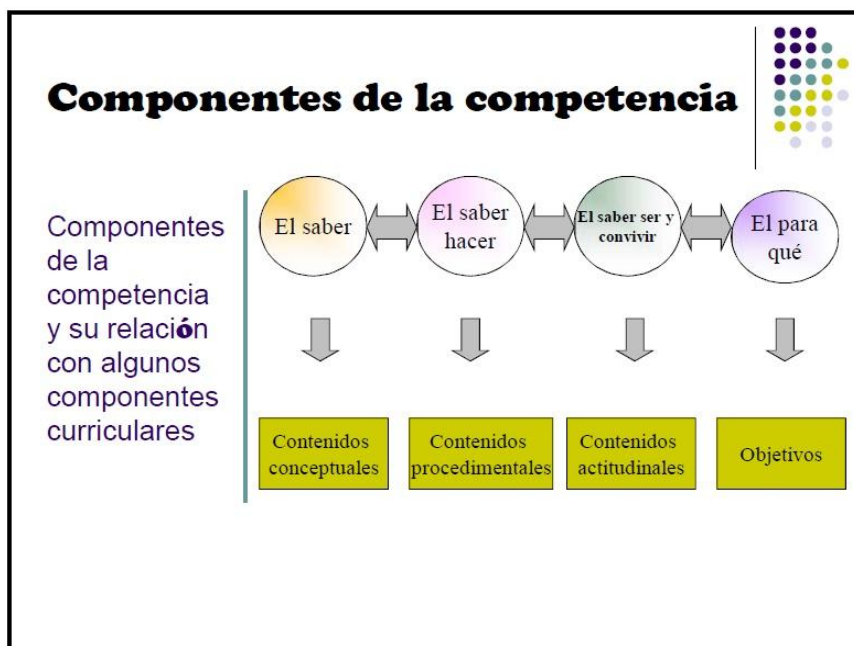 Componentes de la competencia
Componentes
de la
competencia
y su relación
con algunos
componentes
curriculares
El saber
El saber
hacer
El saber ser y
convivir
El para
qué
Contenidos
conceptuales
Contenidos
procedimentales
Contenidos
actitudinales
Objetivos